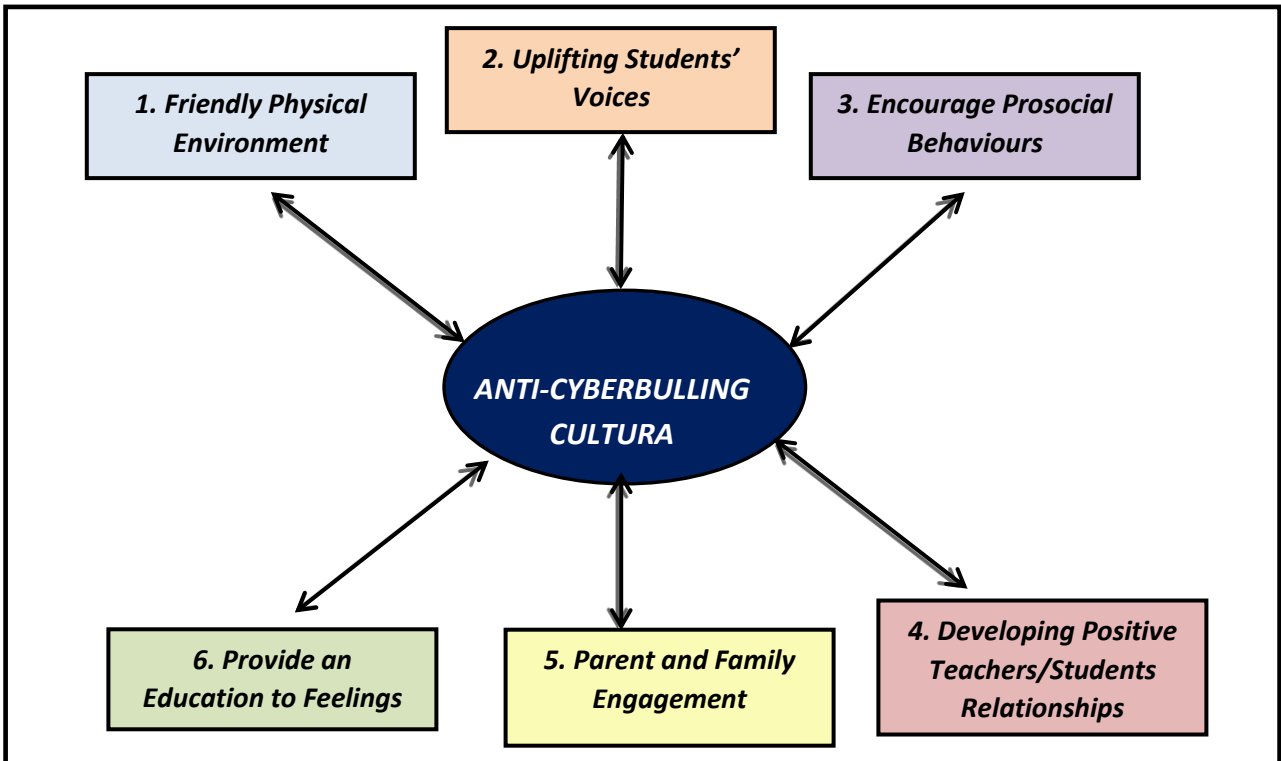 1. Friendly Physical
Environment
2. Uplifting Students’
Voices
3. Encourage Prosocial
Behaviours
ANTI-CYBERBULLING
CULTURA
4. Developing Positive
Teachers/Students
Relationships
5. Parent and Family
Engagement
6. Provide an
Education to Feelings